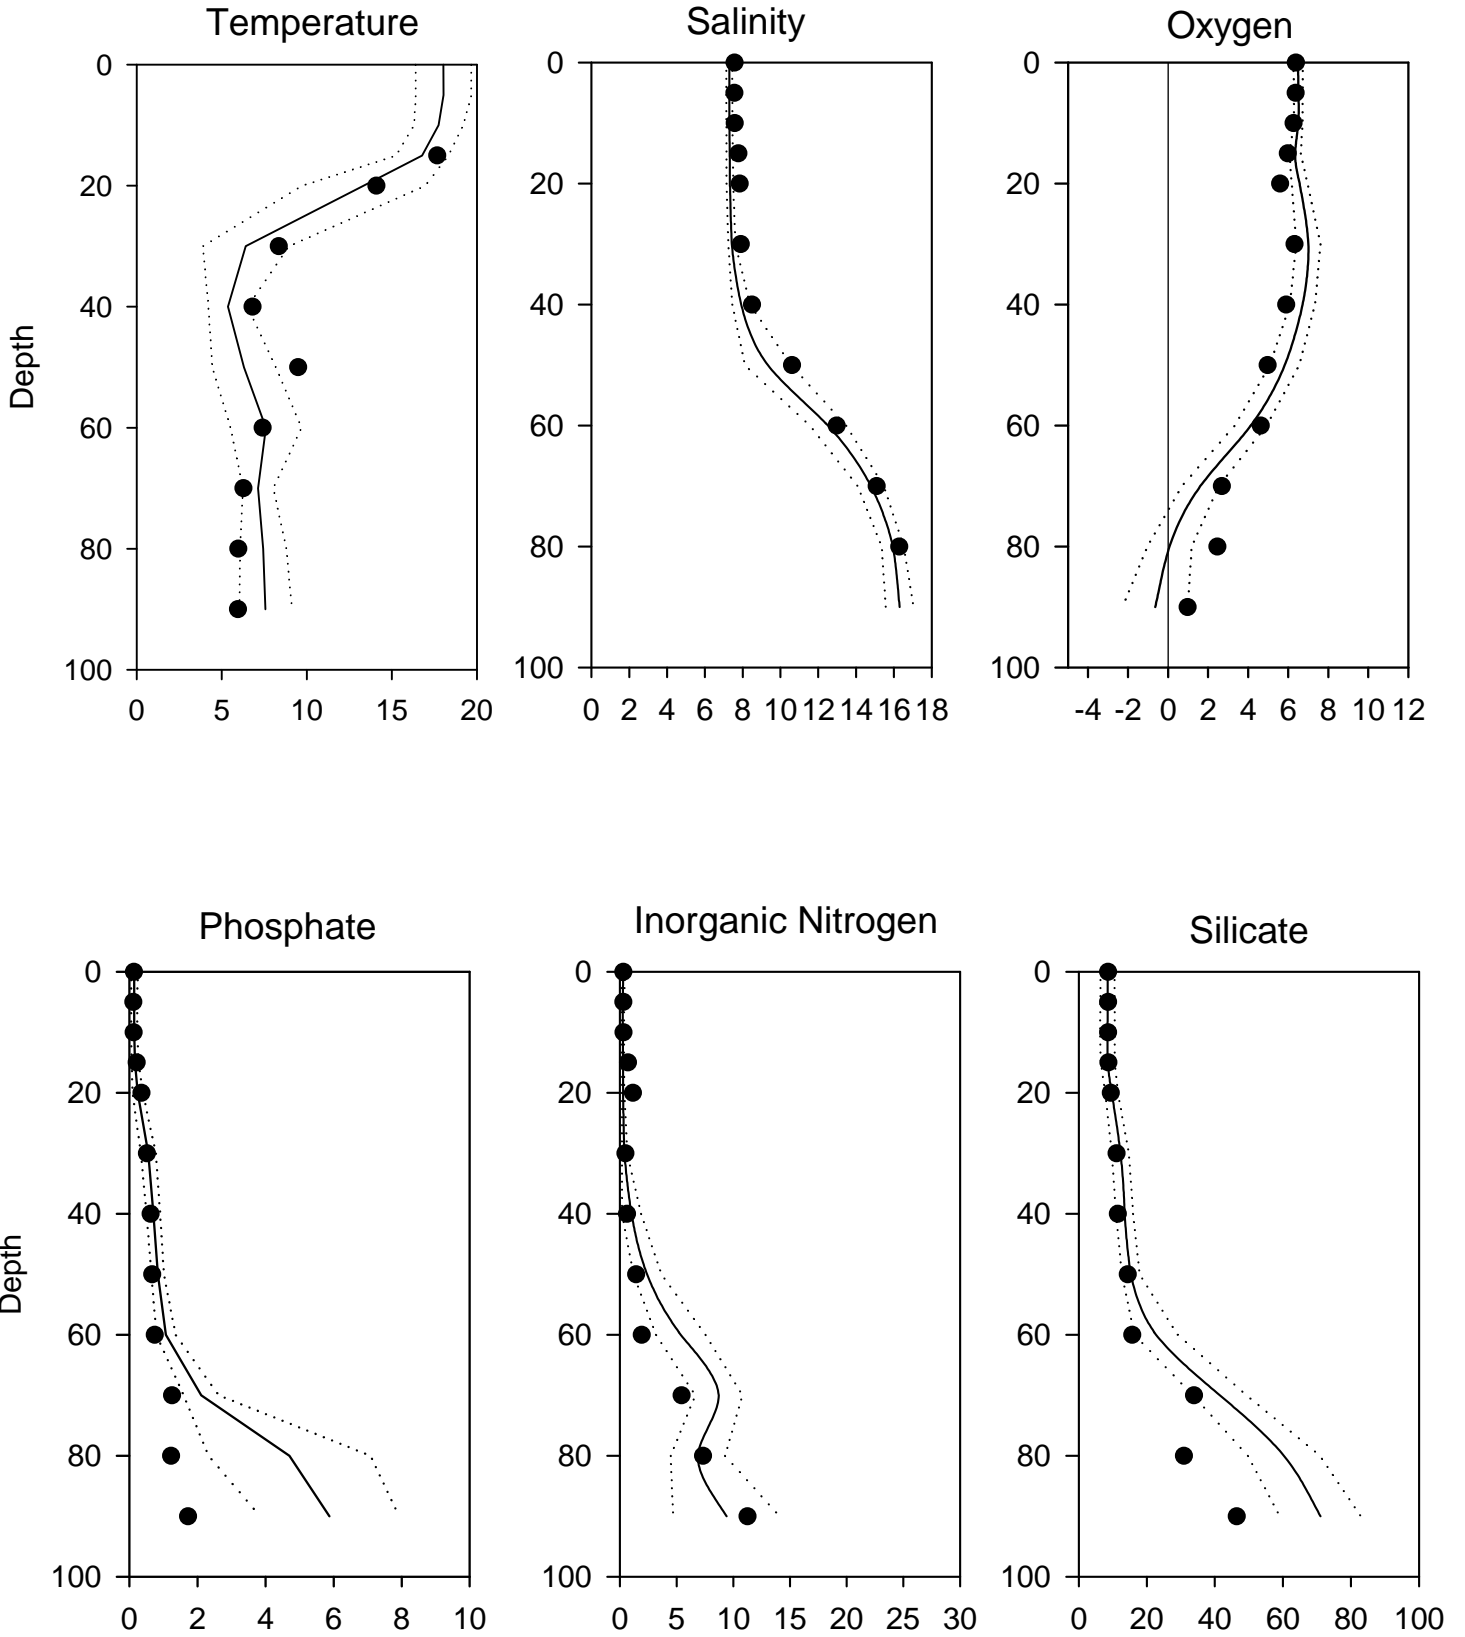 Temperature Salinity Oxygen
0 0 0
20 20 20
40 40 40
Depth
60 60 60
80 80 80
100 100 100
0 5 10 15 20 0 2 4 6 8 10 12 14 16 18 -4 -2 0 2 4 6 8 10 12
Phosphate Inorganic Nitrogen Silicate
0 0 0
20 20 20
40 40 40
Depth
60 60 60
80 80 80
100 100 100
0 2 4 6 8 10 0 5 10 15 20 25 30 0 20 40 60 80 100